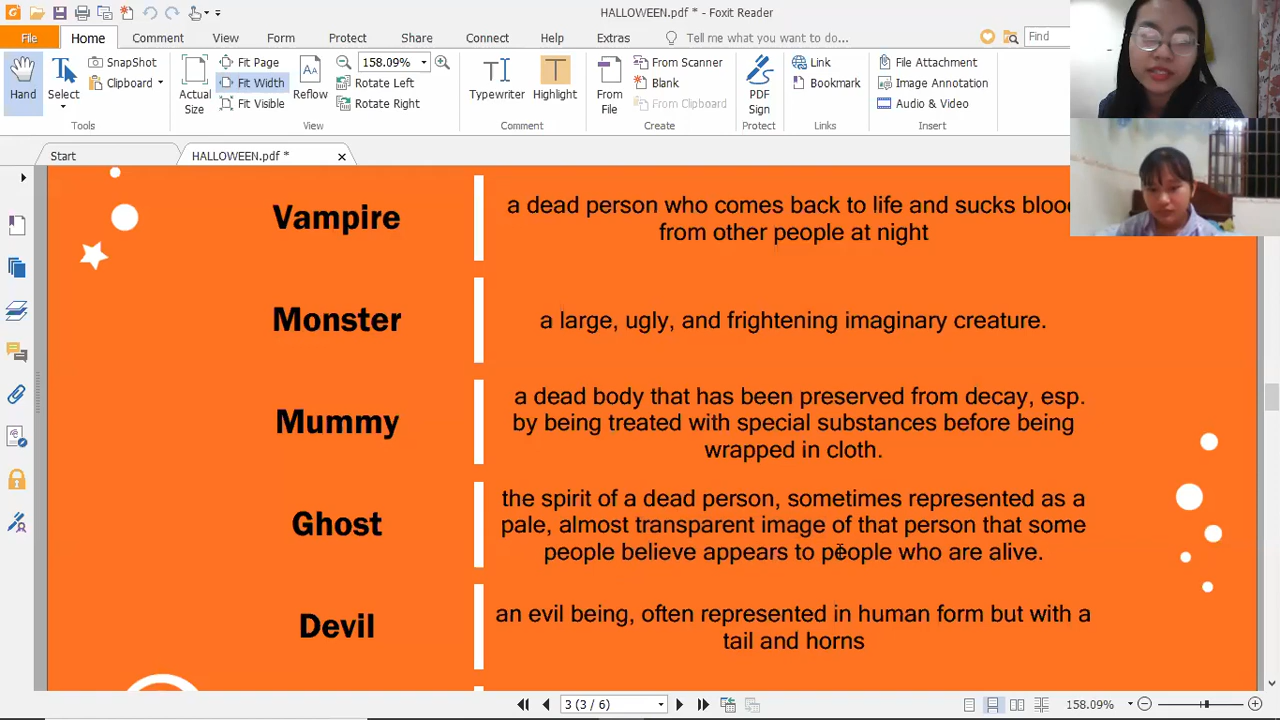 HALLOWEEN.pdf * - Foxit Reader
File
Home
Comment
View
Form
Protect
Share
Connect
Help
Extras
Tell me what you want to do...
Find
Hand
Select
SnapShot
Clipboard
Actual Size
Fit Page
Fit Width
Fit Visible
Reflow
158.09%
Rotate Left
Rotate Right
Typewriter
Highlight
From File
From Scanner
Blank
From Clipboard
PDF Sign
Link
Bookmark
File Attachment
Image Annotation
Audio & Video
Tools
View
Comment
Create
Protect
Links
Insert
Start
HALLOWEEN.pdf *
Vampire
a dead person who comes back to life and sucks blood
from other people at night
Monster
a large, ugly, and frightening imaginary creature.
Mummy
a dead body that has been preserved from decay, esp.
by being treated with special substances before being
wrapped in cloth.
Ghost
the spirit of a dead person, sometimes represented as a
pale, almost transparent image of that person that some
people believe appears to people who are alive.
Devil
an evil being, often represented in human form but with a
tail and horns
3 (3 / 6)
158.09%